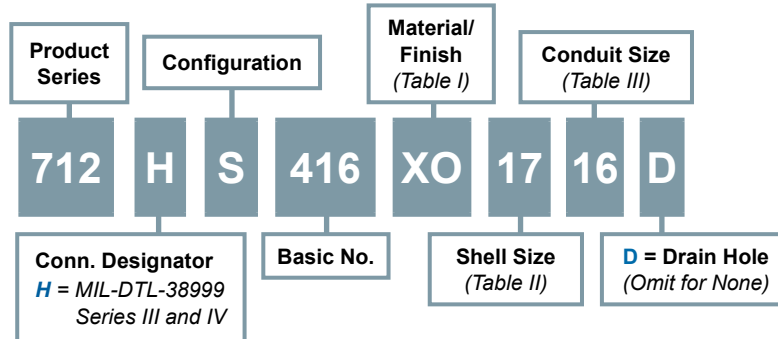 Product
Series
Configuration
Material/
Finish
(Table I)
Conduit Size
(Table III)
712 H S 416 XO 17 16 D
Conn. Designator
H = MIL-DTL-38999
Series III and IV
Basic No.
Shell Size
(Table II)
D = Drain Hole
(Omit for None)